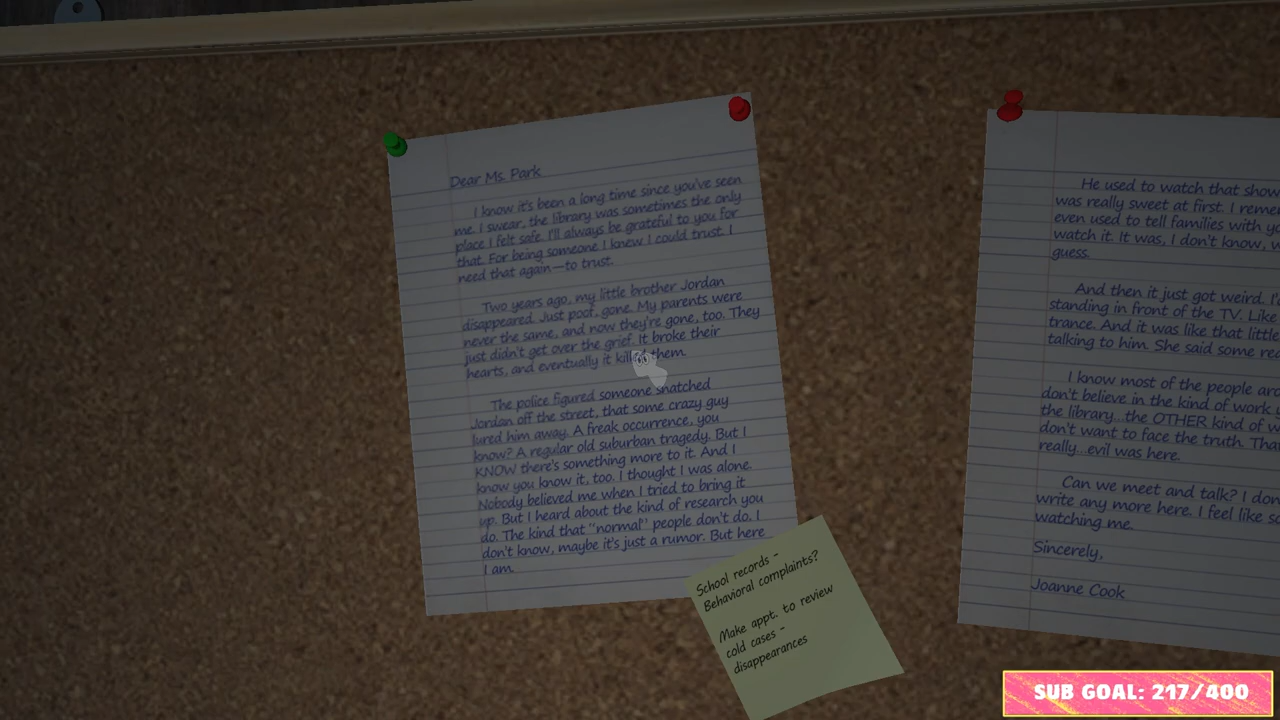 Dear Ms. Park
I know it's been a long time since you've seen
me. I swear, the library was sometimes the only
place I felt safe. I'll always be grateful to you for
that. For being someone I knew I could trust. I
need that again—to trust.
Two years ago, my little brother Jordan
disappeared. Just poof, gone. My parents were
never the same, and now they're gone, too. They
just didn't get over the grief. It broke their
hearts, and eventually it killed them.
The police figured someone snatched
Jordan off the street, that some crazy guy
lured him away. A freak occurrence, you
know? A regular old suburban tragedy. But I
KNOW there's something more to it. And I
know you know it, too. I thought I was alone.
Nobody believed me when I tried to bring it
up. But I heard about the kind of research you
do. The kind that "normal" people don't do. I
don't know, maybe it's just a rumor. But here
I am.
School records -
Behavioral complaints?
Make appt. to review
cold cases -
disappearances
He used to watch that show
was really sweet at first. I reme
even used to tell families with yo
watch it. It was, I don't know, w
guess.
And then it just got weird.
standing in front of the TV. Like
trance. And it was like that little
talking to him. She said some rea
I know most of the people aro
don't believe in the kind of work
the library...the OTHER kind of w
don't want to face the truth. Tha
really...evil was here.
Can we meet and talk? I don
write any more here. I feel like so
watching me.
Sincerely,
Joanne Cook
SUB GOAL: 217/400